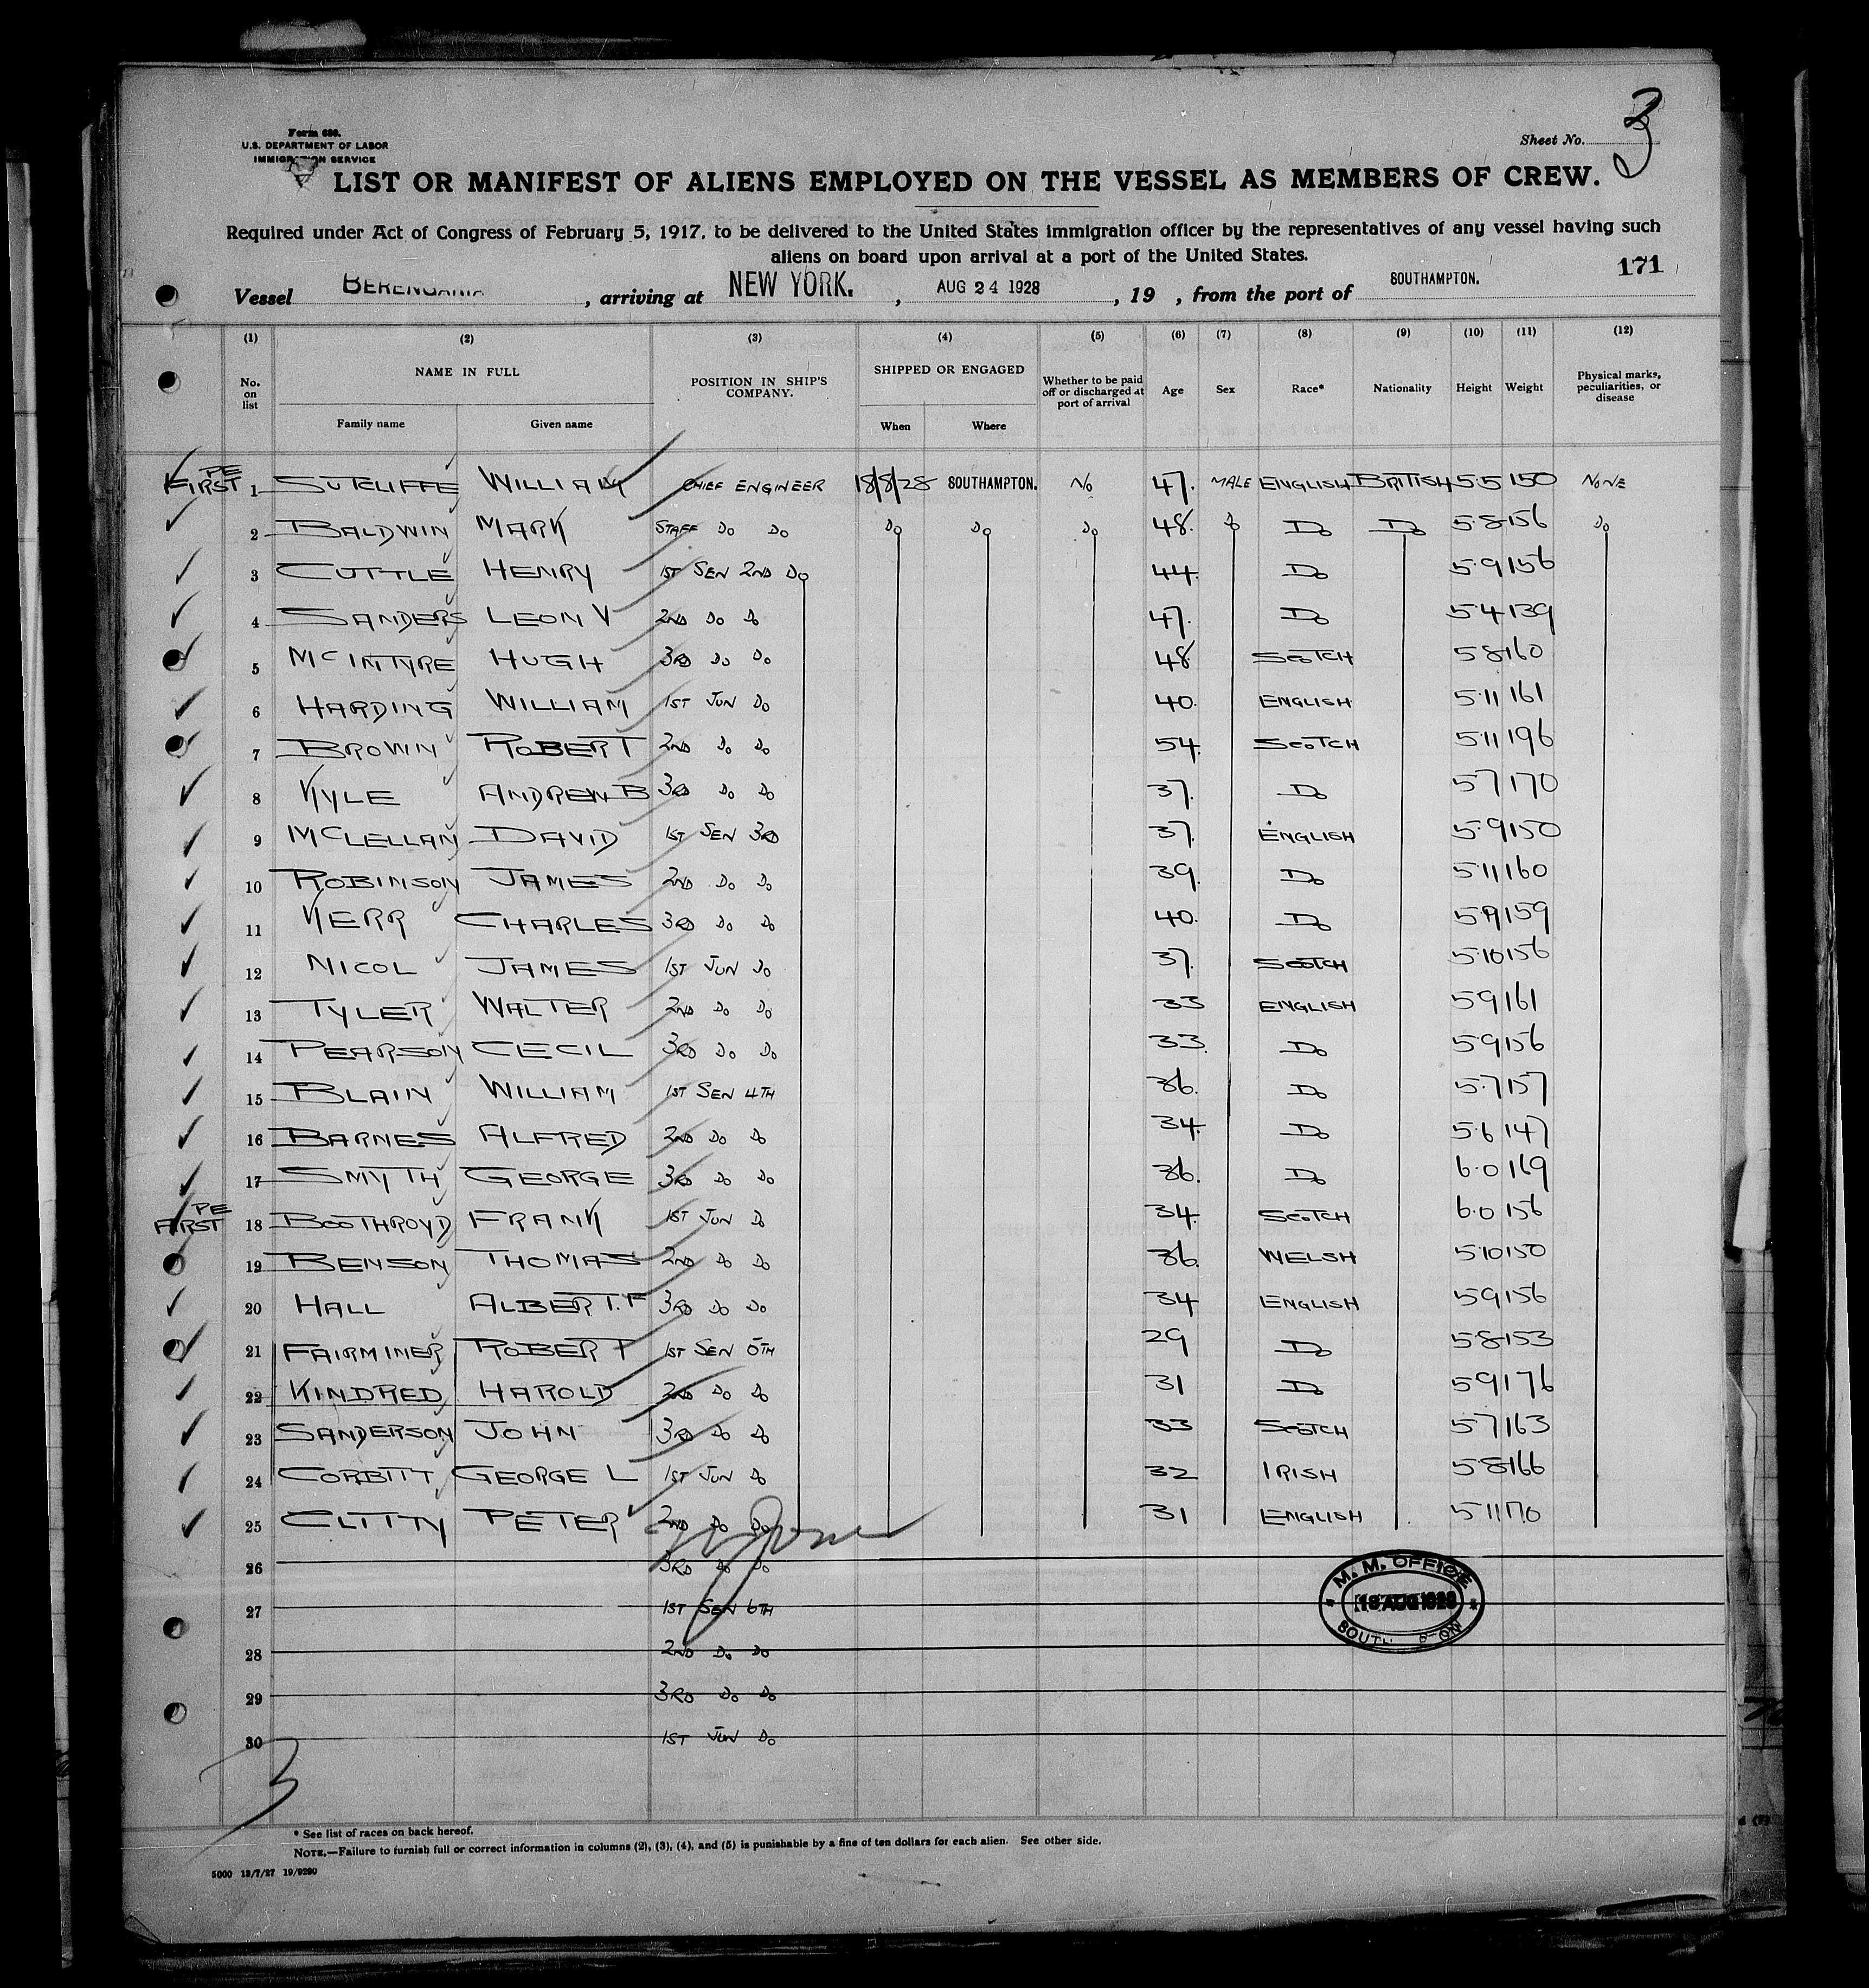 Form 680.
U.S. DEPARTMENT OF LABOR
IMMIGRATION SERVICE
Sheet No. 3
LIST OR MANIFEST OF ALIENS EMPLOYED ON THE VESSEL AS MEMBERS OF CREW.
Required under Act of Congress of February 5, 1917, to be delivered to the United States immigration officer by the representatives of any vessel having such
aliens on board upon arrival at a port of the United States.
171
Vessel BERENGARIA, arriving at NEW YORK., AUG 24 1928, 19 , from the port of SOUTHAMPTON.
(1) (2) (3) (4) (5) (6) (7) (8) (9) (10) (11) (12)
No. on list NAME IN FULL Family name Given name POSITION IN SHIP'S COMPANY. SHIPPED OR ENGAGED When Where Whether to be paid off or discharged at port of arrival Age Sex Race* Nationality Height Weight Physical marks, peculiarities, or disease
PE FIRST 1 SUTCLIFFE WILLIAM CHIEF ENGINEER 18/8/28 SOUTHAMPTON. No 47. MALE ENGLISH BRITISH 5.5 150 NONE
2 BALDWIN MARK STAFF Do Do Do Do Do 48. Do Do Do 5.8 156 Do
3 CUTTLE HENRY 1ST SEN 2ND Do 44. Do 5.9 156
4 SANDERS LEON V 2ND Do Do 47. Do 5.4 139
5 MCINTYRE HUGH 3RD Do Do 48 SCOTCH 5 8 160
6 HARDING WILLIAM 1ST JUN Do 40. ENGLISH 5.11 161
7 BROWN ROBERT 2ND Do Do 54. SCOTCH 5.11 196
8 KYLE ANDREW B 3RD Do Do 37. Do 5.7 170
9 MCLELLAN DAVID 1ST SEN 3RD 37. ENGLISH 5.9 150
10 ROBINSON JAMES 2ND Do Do 39. Do 5.11 160
11 KERR CHARLES 3RD Do Do 40. Do 5.9 159
12 NICOL JAMES 1ST JUN Do 37. SCOTCH 5.10 156
13 TYLER WALTER 2ND Do Do 33 ENGLISH 5 9 161
14 PEARSON CECIL 3RD Do Do 33. Do 5 9 156
15 BLAIN WILLIAM 1ST SEN 4TH 36. Do 5.7 157
16 BARNES ALFRED 2ND Do Do 34. Do 5.6 147
17 SMYTH GEORGE 3RD Do Do 36. Do 6.0 169
PE FIRST 18 BOOTHROYD FRANK 1ST JUN Do 34. SCOTCH 6.0 156
19 BENSON THOMAS 2ND Do Do 36. WELSH 5.10 150
20 HALL ALBERT.F 3RD Do Do 34 ENGLISH 5 9 156
21 FAIRMINER ROBERT 1ST SEN 5TH 29 Do 5.8 153
22 KINDRED HAROLD 2ND Do Do 31 Do 5 9 176
23 SANDERSON JOHN 3RD Do Do 33 SCOTCH 5 7 163
24 CORBITT GEORGE L 1ST JUN Do 32 IRISH 5.8 166
25 CLITTY PETER 2ND Do Do 31 ENGLISH 5 11 170
26 3RD Do Do
27 1ST SEN 6TH
28 2ND Do Do
29 3RD Do Do
30 1ST JUN Do
M. M. OFFICE
18 AUG 1928
3
* See list of races on back hereof.
NOTE.—Failure to furnish full or correct information in columns (2), (3), (4), and (5) is punishable by a fine of ten dollars for each alien. See other side.
5000 13/7/27 19/9290